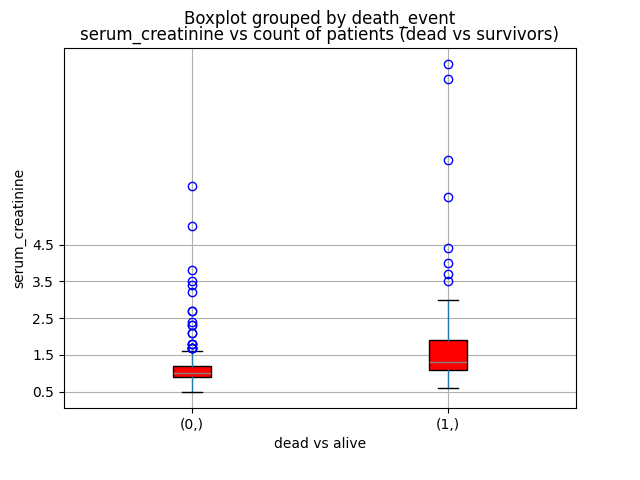 Boxplot grouped by death_event
serum_creatinine vs count of patients (dead vs survivors)
serum_creatinine
4.5
3.5
2.5
1.5
0.5
(0,)
(1,)
dead vs alive